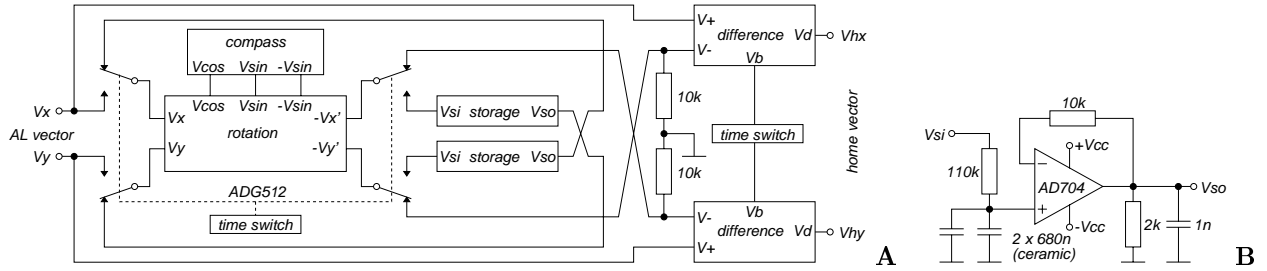 compass
Vcos Vsin -Vsin
Vcos Vsin -Vsin
Vx
rotation
-Vx'
Vy
-Vy'
Vx
AL vector
Vy
ADG512
time switch
Vsi storage Vso
Vsi storage Vso
10k
10k
V+
difference Vd
V-
Vb
Vhx
time switch
home vector
Vb
V-
difference Vd
V+
Vhy
A
10k
Vsi
110k
+Vcc
−
AD704
+
-Vcc
Vso
2k
1n
2 x 680n
(ceramic)
B